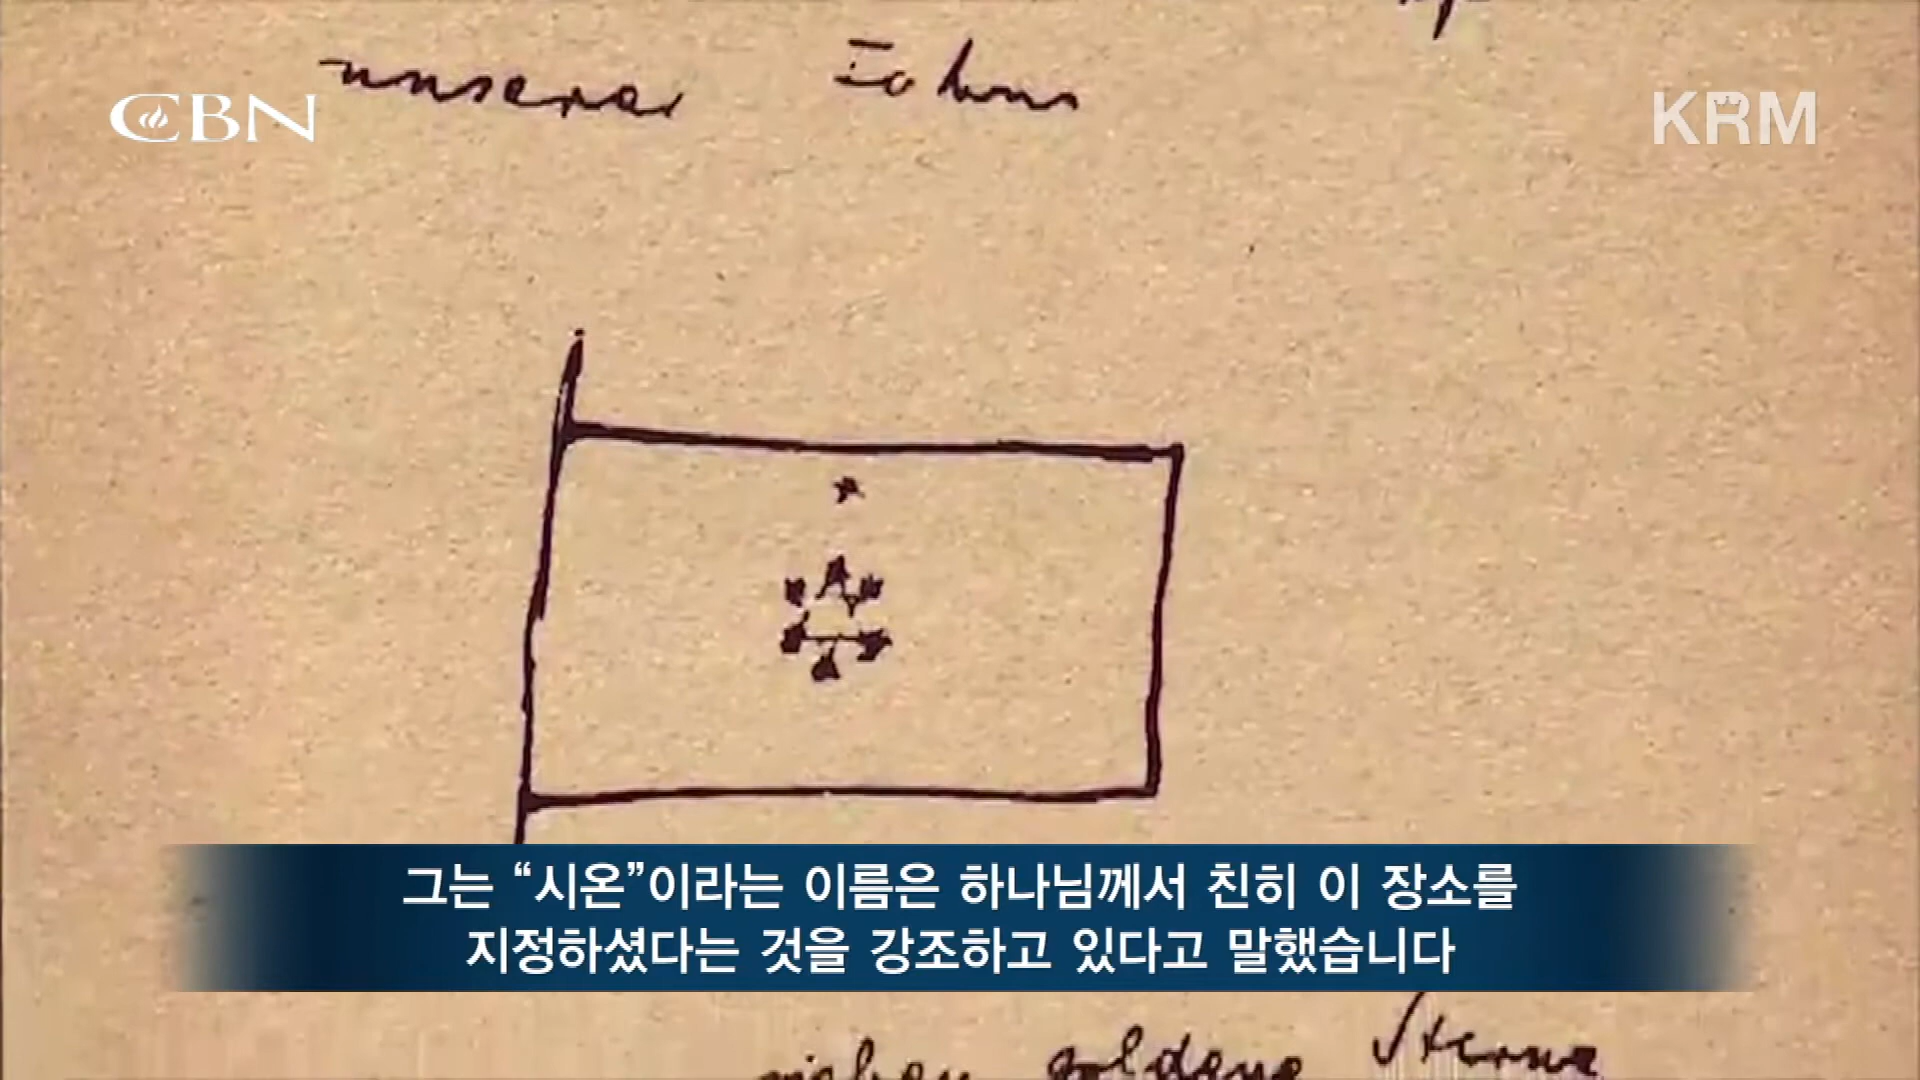 unserer Fahne
CBN
KRM
그는 “시온”이라는 이름은 하나님께서 친히 이 장소를
지정하셨다는 것을 강조하고 있다고 말했습니다
sieben goldene Sterne